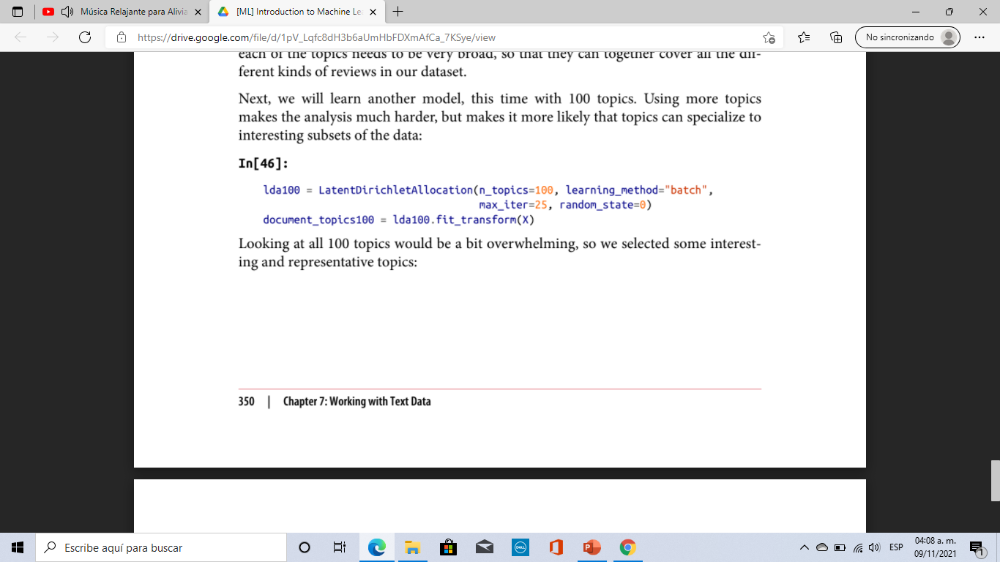 Música Relajante para Alivia
[ML] Introduction to Machine Le
https://drive.google.com/file/d/1pV_Lqfc8dH3b6aUmHbFDXmAfCa_7KSye/view
No sincronizando
each of the topics needs to be very broad, so that they can together cover all the dif-
ferent kinds of reviews in our dataset.
Next, we will learn another model, this time with 100 topics. Using more topics
makes the analysis much harder, but makes it more likely that topics can specialize to
interesting subsets of the data:
In[46]:
lda100 = LatentDirichletAllocation(n_topics=100, learning_method="batch",
max_iter=25, random_state=0)
document_topics100 = lda100.fit_transform(X)
Looking at all 100 topics would be a bit overwhelming, so we selected some interest-
ing and representative topics:
350 | Chapter 7: Working with Text Data
Escribe aquí para buscar
DELL
P
ESP
04:08 a. m.
09/11/2021
1